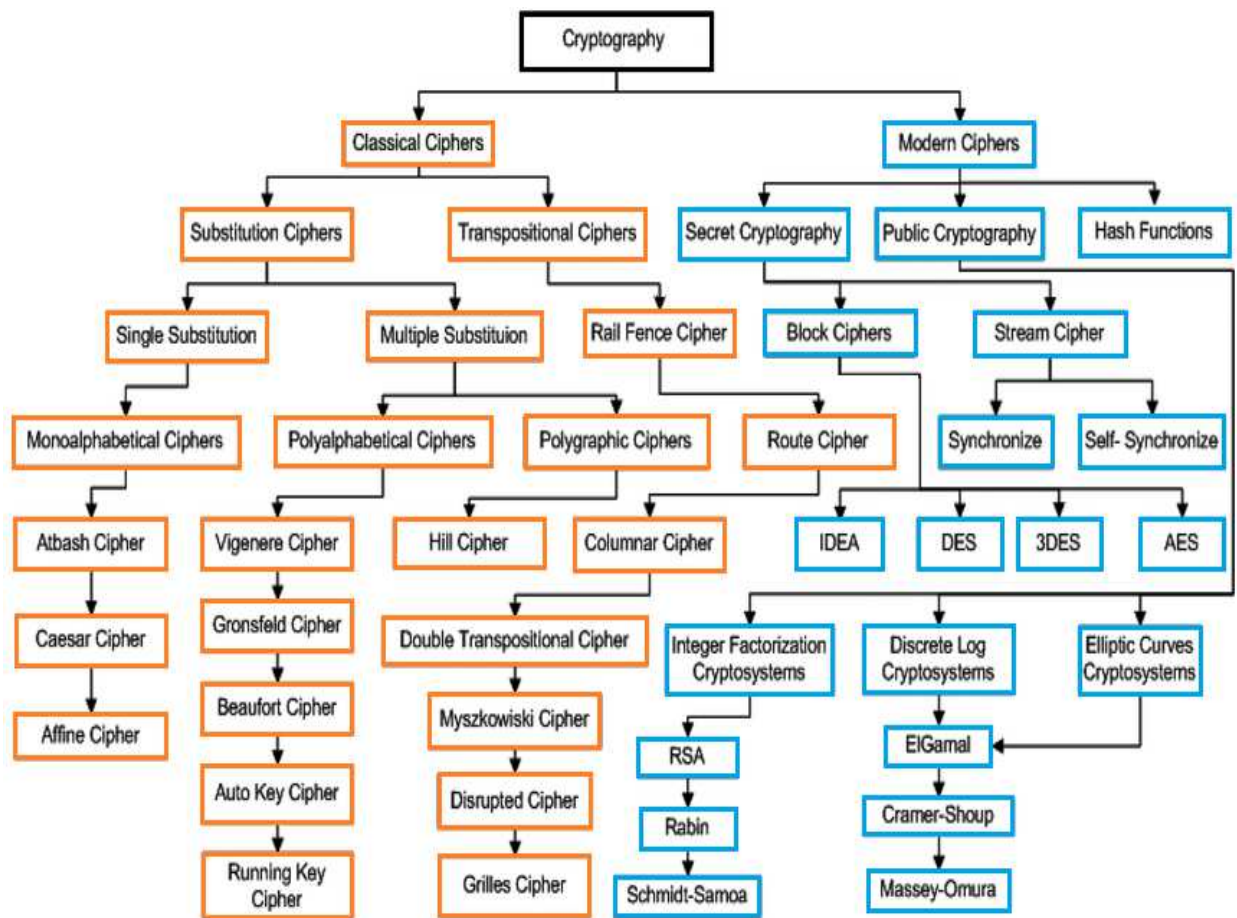 Cryptography
Classical Ciphers
Modern Ciphers
Substitution Ciphers
Transpositional Ciphers
Secret Cryptography
Public Cryptography
Hash Functions
Single Substitution
Multiple Substituion
Rail Fence Cipher
Block Ciphers
Stream Cipher
Monoalphabetical Ciphers
Polyalphabetical Ciphers
Polygraphic Ciphers
Route Cipher
Synchronize
Self- Synchronize
Atbash Cipher
Vigenere Cipher
Hill Cipher
Columnar Cipher
IDEA
DES
3DES
AES
Caesar Cipher
Gronsfeld Cipher
Double Transpositional Cipher
Integer Factorization
Cryptosystems
Discrete Log
Cryptosystems
Elliptic Curves
Cryptosystems
Affine Cipher
Beaufort Cipher
Myszkowiski Cipher
RSA
ElGamal
Auto Key Cipher
Disrupted Cipher
Rabin
Cramer-Shoup
Running Key
Cipher
Grilles Cipher
Schmidt-Samoa
Massey-Omura